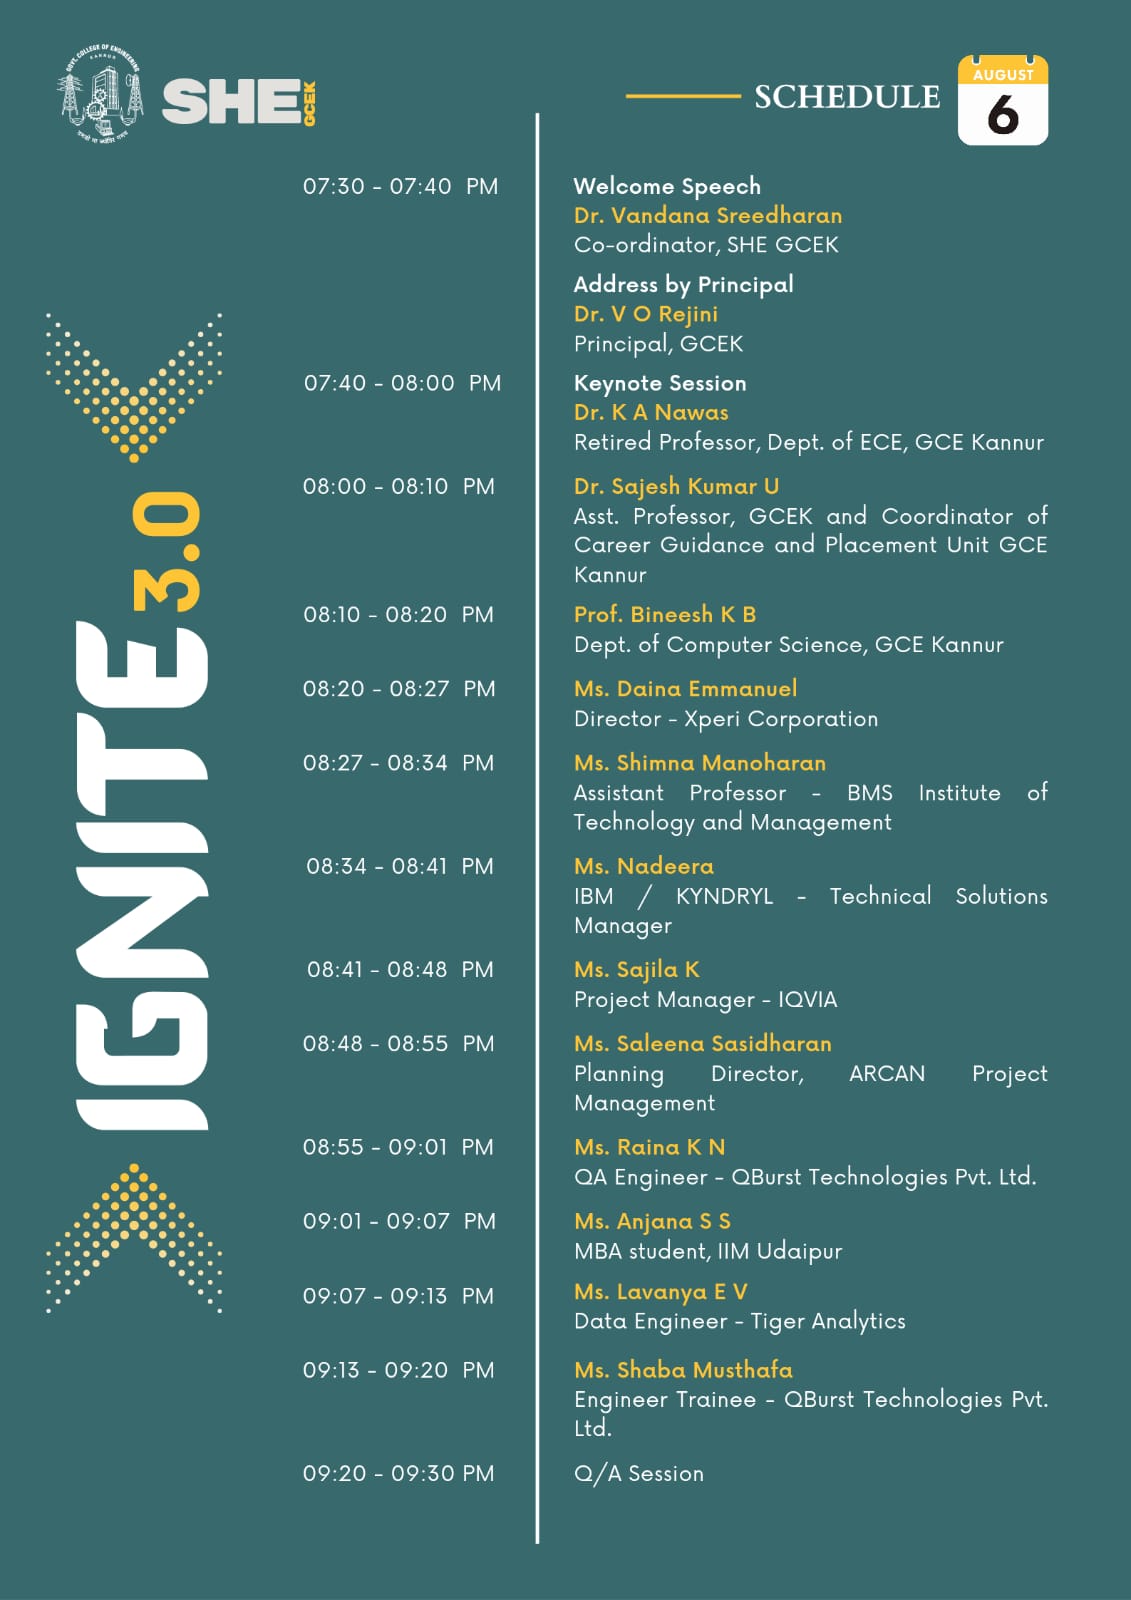 GOVT. COLLEGE OF ENGINEERING
KANNUR
SHE
GCEK
SCHEDULE
AUGUST
6
IGNITE 3.0
07:30 - 07:40 PM
Welcome Speech
Dr. Vandana Sreedharan
Co-ordinator, SHE GCEK
Address by Principal
Dr. V O Rejini
Principal, GCEK
07:40 - 08:00 PM
Keynote Session
Dr. K A Nawas
Retired Professor, Dept. of ECE, GCE Kannur
08:00 - 08:10 PM
Dr. Sajesh Kumar U
Asst. Professor, GCEK and Coordinator of
Career Guidance and Placement Unit GCE
Kannur
08:10 - 08:20 PM
Prof. Bineesh K B
Dept. of Computer Science, GCE Kannur
08:20 - 08:27 PM
Ms. Daina Emmanuel
Director - Xperi Corporation
08:27 - 08:34 PM
Ms. Shimna Manoharan
Assistant Professor - BMS Institute of
Technology and Management
08:34 - 08:41 PM
Ms. Nadeera
IBM / KYNDRYL - Technical Solutions
Manager
08:41 - 08:48 PM
Ms. Sajila K
Project Manager - IQVIA
08:48 - 08:55 PM
Ms. Saleena Sasidharan
Planning Director, ARCAN Project
Management
08:55 - 09:01 PM
Ms. Raina K N
QA Engineer - QBurst Technologies Pvt. Ltd.
09:01 - 09:07 PM
Ms. Anjana S S
MBA student, IIM Udaipur
09:07 - 09:13 PM
Ms. Lavanya E V
Data Engineer - Tiger Analytics
09:13 - 09:20 PM
Ms. Shaba Musthafa
Engineer Trainee - QBurst Technologies Pvt.
Ltd.
09:20 - 09:30 PM
Q/A Session